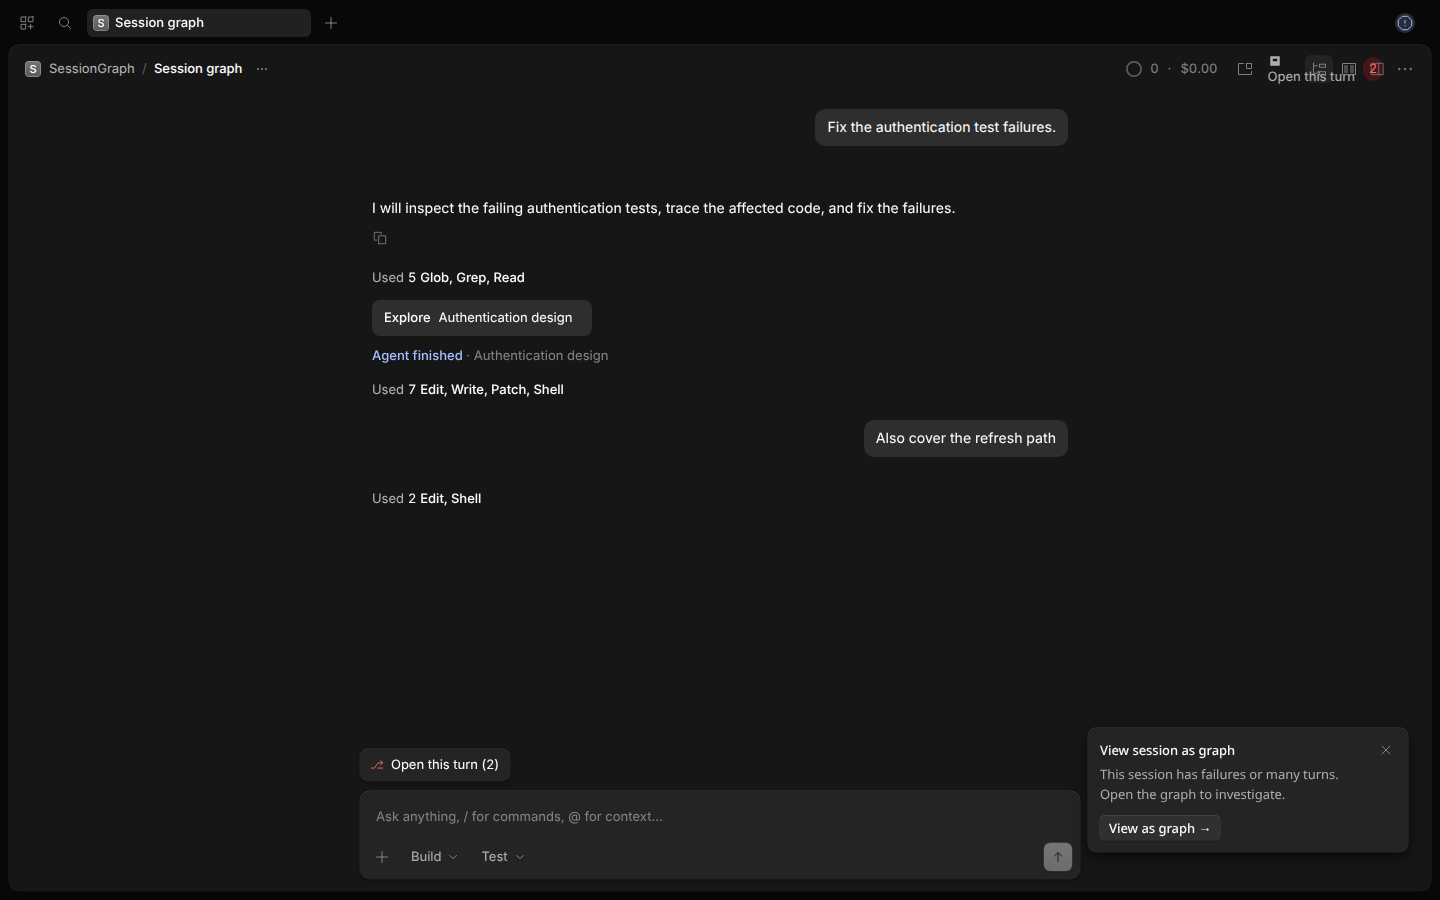 S Session graph
S SessionGraph / Session graph ...
0 · $0.00
Open this turn
2
Fix the authentication test failures.
I will inspect the failing authentication tests, trace the affected code, and fix the failures.
Used 5 Glob, Grep, Read
Explore Authentication design
Agent finished · Authentication design
Used 7 Edit, Write, Patch, Shell
Also cover the refresh path
Used 2 Edit, Shell
Open this turn (2)
View session as graph
This session has failures or many turns.
Open the graph to investigate.
View as graph →
Ask anything, / for commands, @ for context...
Build
Test